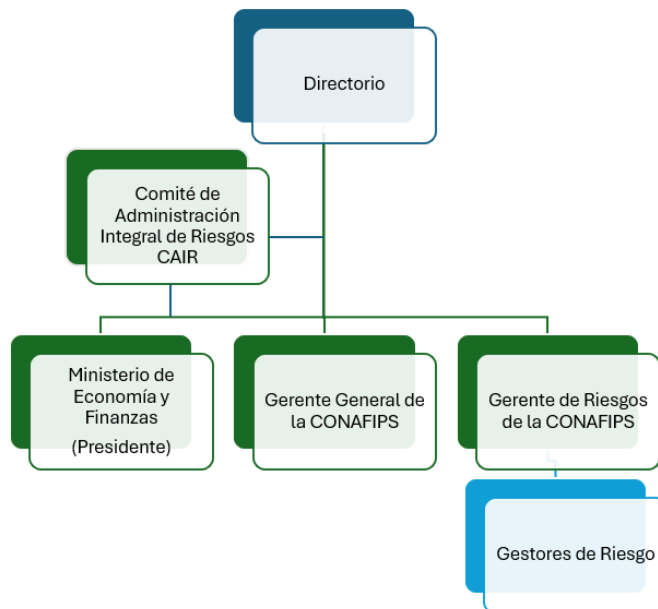 Directorio
Comité de
Administración
Integral de Riesgos
CAIR
Ministerio de
Economía y
Finanzas
(Presidente)
Gerente General de
la CONAFIPS
Gerente de Riesgos
de la CONAFIPS
Gestores de Riesgo